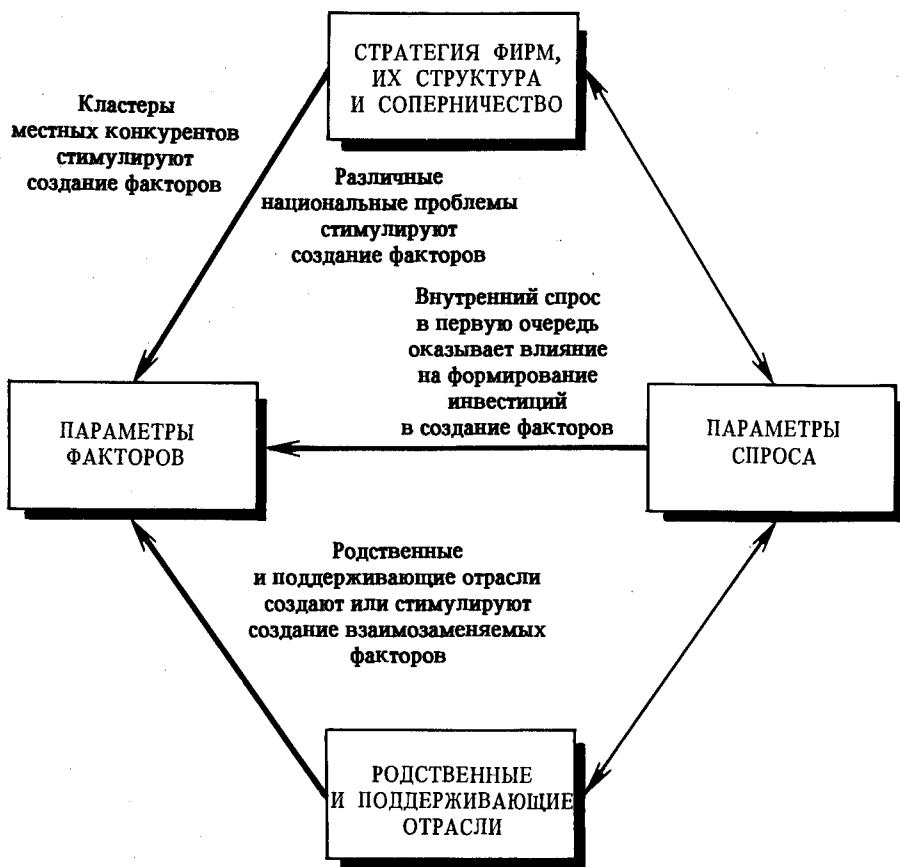 СТРАТЕГИЯ ФИРМ,
ИХ СТРУКТУРА
И СОПЕРНИЧЕСТВО
Кластеры
местных конкурентов
стимулируют
создание факторов
Различные
национальные проблемы
стимулируют
создание факторов
Внутренний спрос
в первую очередь
оказывает влияние
на формирование
инвестиций
в создание факторов
ПАРАМЕТРЫ
ФАКТОРОВ
ПАРАМЕТРЫ
СПРОСА
Родственные
и поддерживающие отрасли
создают или стимулируют
создание взаимозаменяемых
факторов
РОДСТВЕННЫЕ
И ПОДДЕРЖИВАЮЩИЕ
ОТРАСЛИ